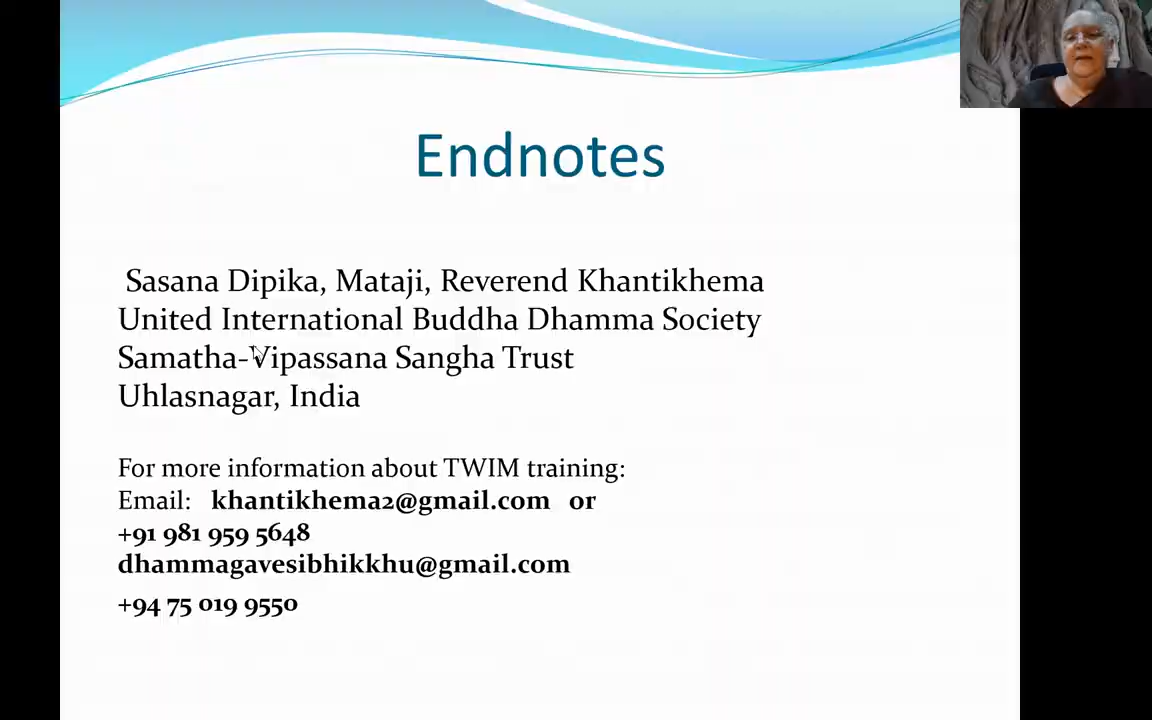 Endnotes
Sasana Dipika, Mataji, Reverend Khantikhema
United International Buddha Dhamma Society
Samatha-Vipassana Sangha Trust
Uhlasnagar, India
For more information about TWIM training:
Email: khantikhema2@gmail.com or
+91 981 959 5648
dhammagavesibhikkhu@gmail.com
+94 75 019 9550